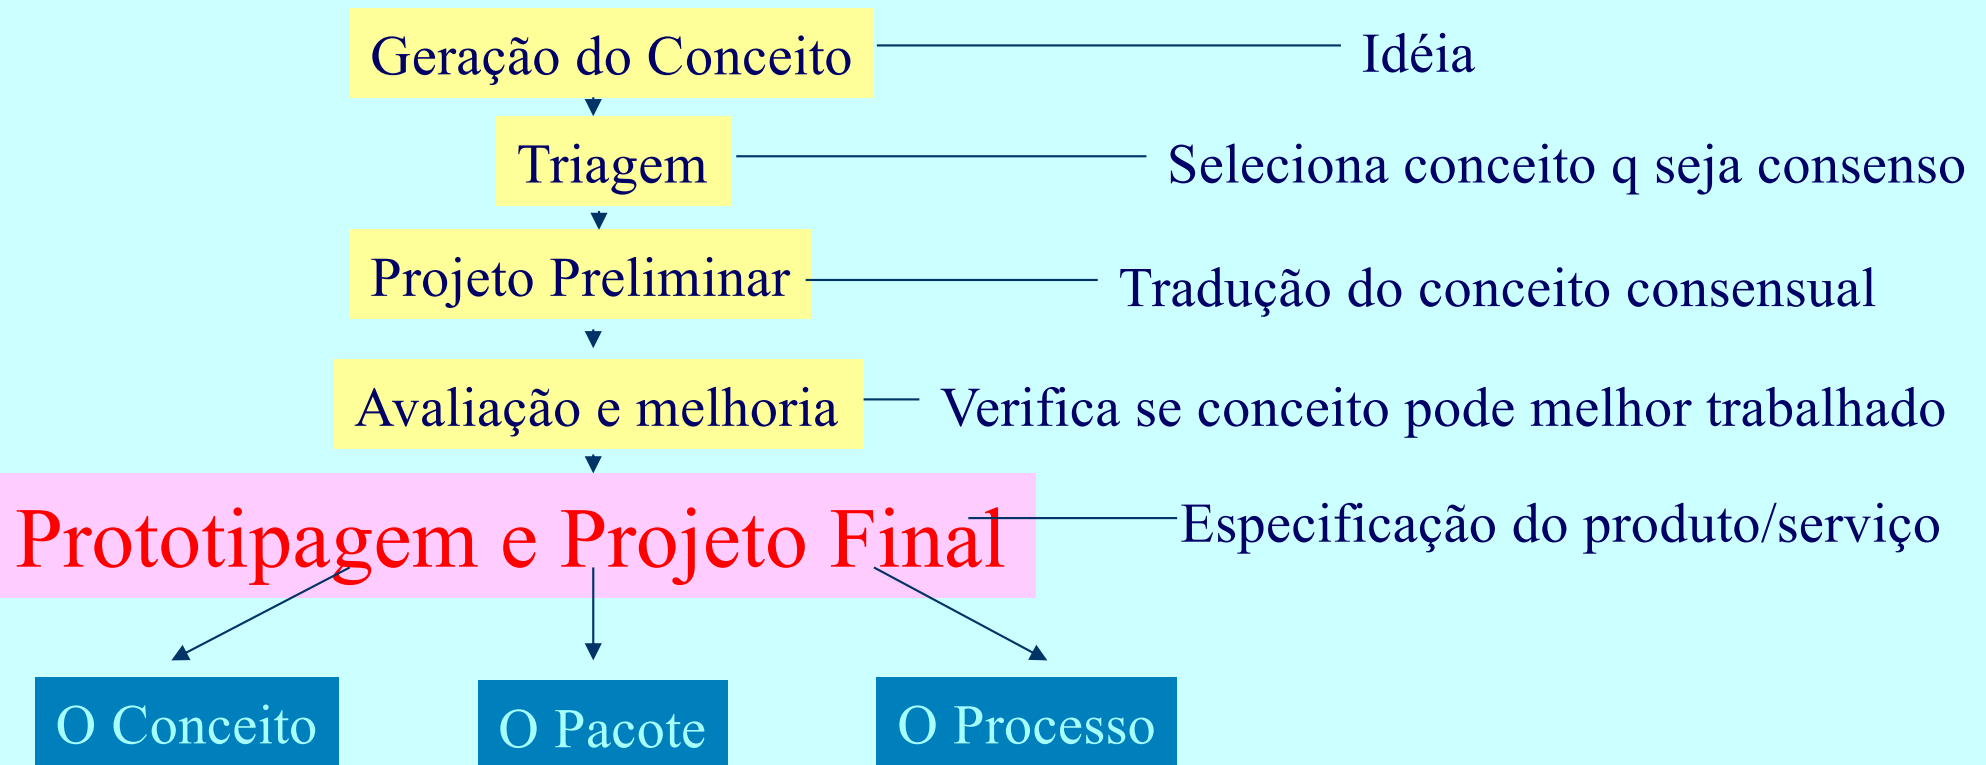 Geração do Conceito
Idéia
Triagem
Seleciona conceito q seja consenso
Projeto Preliminar
Tradução do conceito consensual
Avaliação e melhoria
Verifica se conceito pode melhor trabalhado
Prototipagem e Projeto Final
Especificação do produto/serviço
O Conceito
O Pacote
O Processo